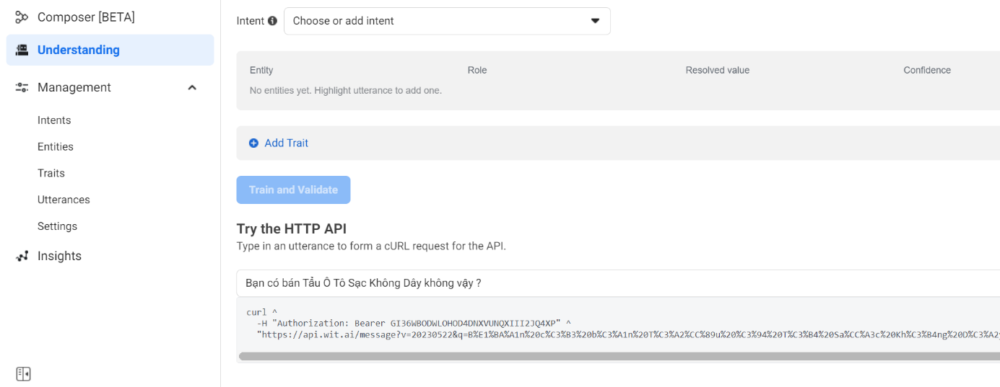 Composer [BETA]
Understanding
Management
Intents
Entities
Traits
Utterances
Settings
Insights
Intent
Choose or add intent
Entity Role Resolved value Confidence
No entities yet. Highlight utterance to add one.
Add Trait
Train and Validate
Try the HTTP API
Type in an utterance to form a cURL request for the API.
Bạn có bán Tẩu Ô Tô Sạc Không Dây không vậy ?
curl ^
-H "Authorization: Bearer GI36WBODWLOHOD4DNXVUNQXIII2JQ4XP" ^
"https://api.wit.ai/message?v=20230522&q=B%E1%BA%A1n%20c%C3%B3%20b%C3%A1n%20T%C3%A2%CC%89u%20%C3%94%20T%C3%B4%20Sa%CC%A3c%20Kh%C3%B4ng%20D%C3%A2y